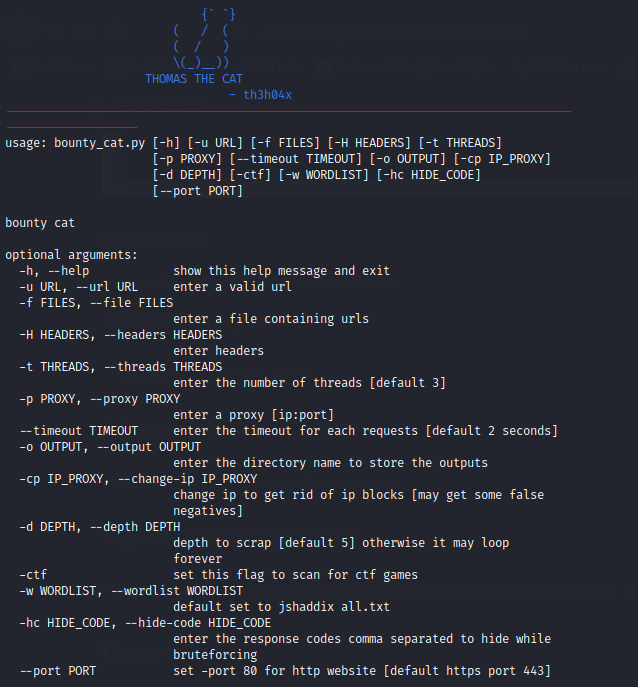 {` `}
(   /  (
(  /   )
\(_)__))
THOMAS THE CAT
- th3h04x
usage: bounty_cat.py [-h] [-u URL] [-f FILES] [-H HEADERS] [-t THREADS]
[-p PROXY] [--timeout TIMEOUT] [-o OUTPUT] [-cp IP_PROXY]
[-d DEPTH] [-ctf] [-w WORDLIST] [-hc HIDE_CODE]
[--port PORT]
bounty cat
optional arguments:
-h, --help            show this help message and exit
-u URL, --url URL     enter a valid url
-f FILES, --file FILES
enter a file containing urls
-H HEADERS, --headers HEADERS
enter headers
-t THREADS, --threads THREADS
enter the number of threads [default 3]
-p PROXY, --proxy PROXY
enter a proxy [ip:port]
--timeout TIMEOUT     enter the timeout for each requests [default 2 seconds]
-o OUTPUT, --output OUTPUT
enter the directory name to store the outputs
-cp IP_PROXY, --change-ip IP_PROXY
change ip to get rid of ip blocks [may get some false
negatives]
-d DEPTH, --depth DEPTH
depth to scrap [default 5] otherwise it may loop
forever
-ctf                  set this flag to scan for ctf games
-w WORDLIST, --wordlist WORDLIST
default set to jshaddix all.txt
-hc HIDE_CODE, --hide-code HIDE_CODE
enter the response codes comma separated to hide while
bruteforcing
--port PORT           set -port 80 for http website [default https port 443]